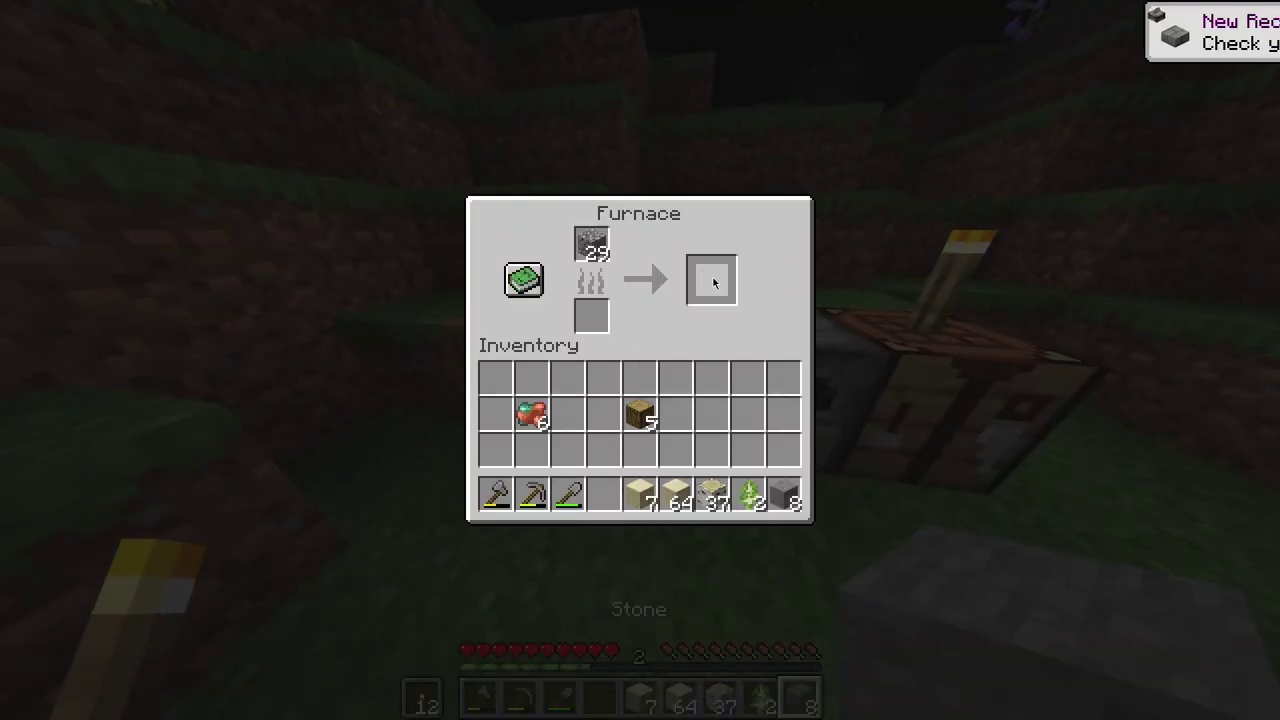 New Rec
Check y
Furnace
29
Inventory
6
5
7 64 37 2 8
Stone
2
12 7 64 37 2 8